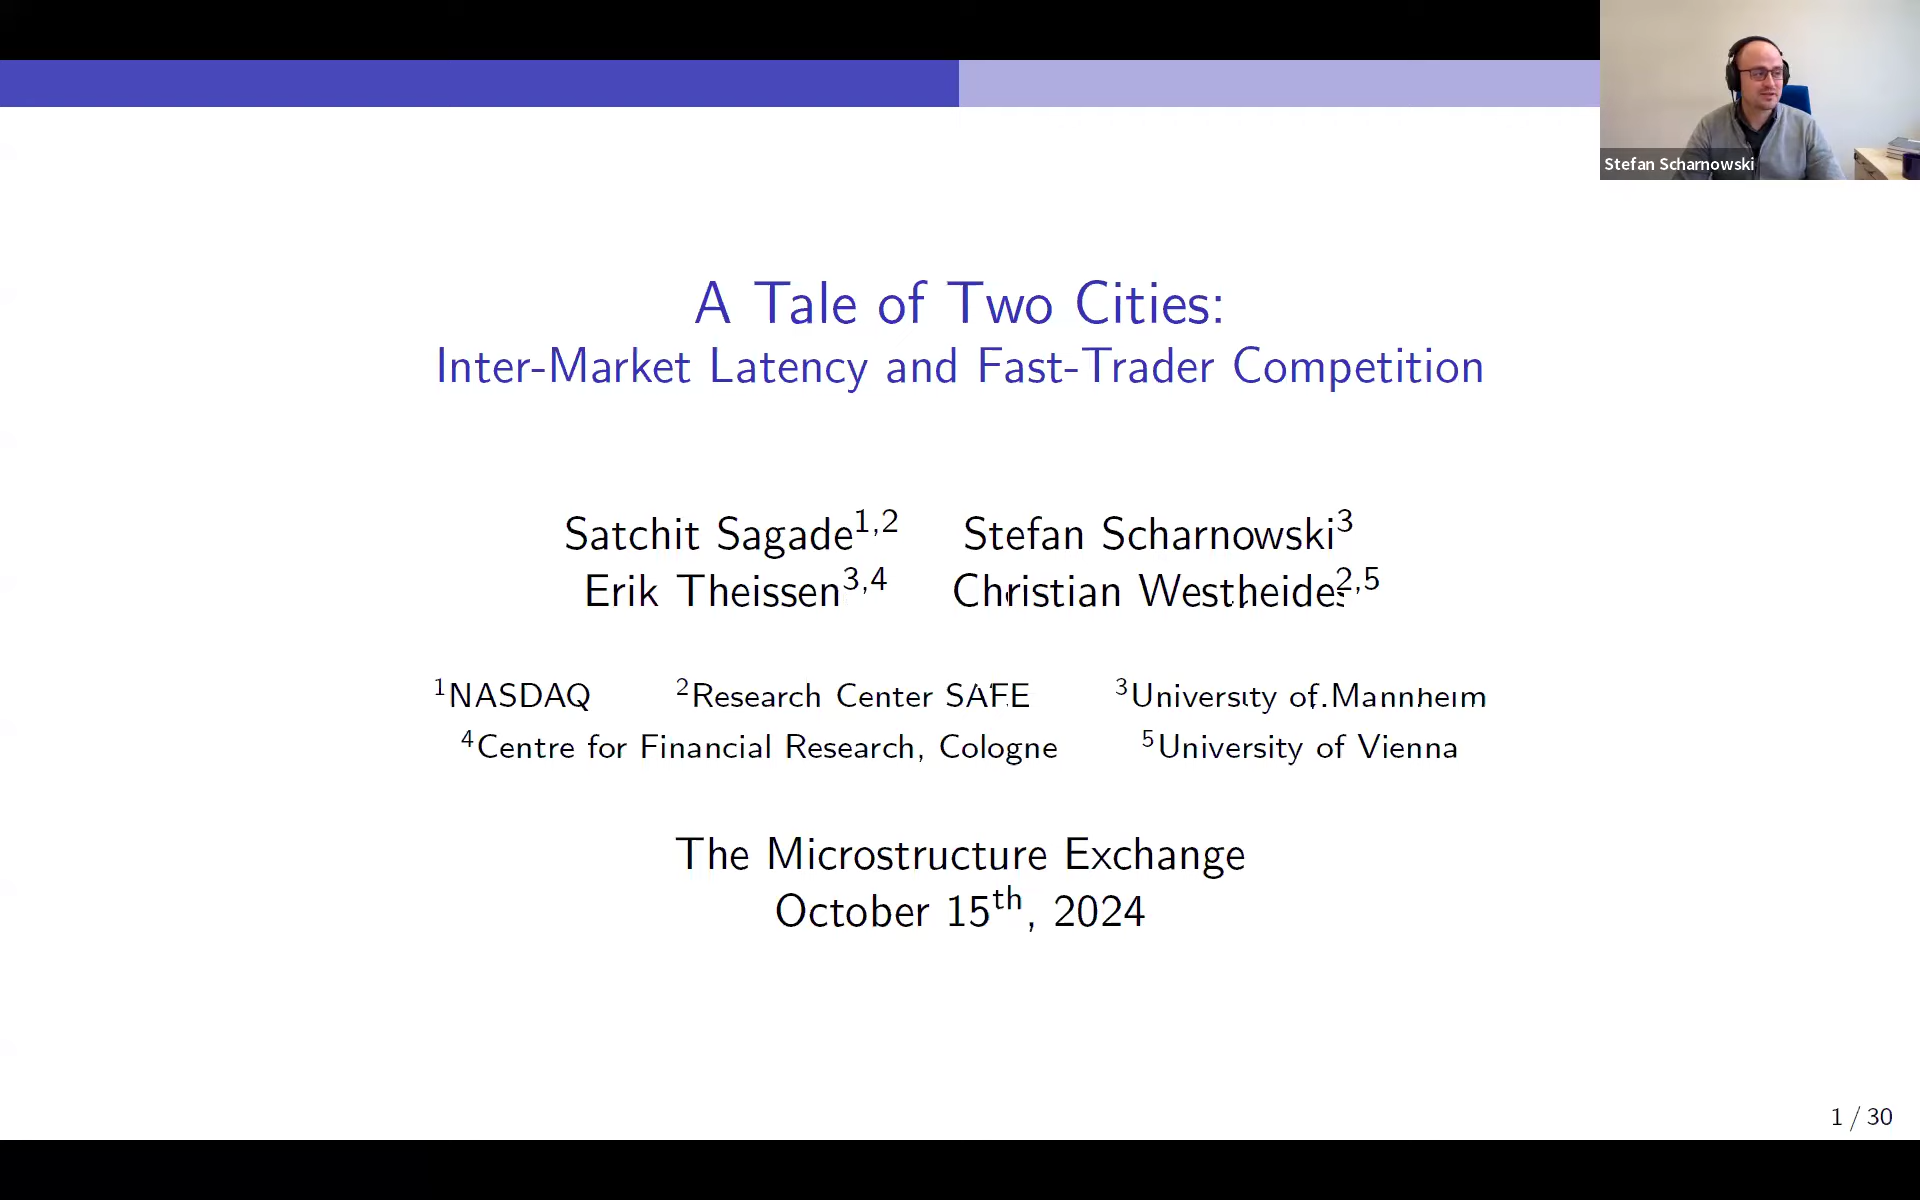 Stefan Scharnowski
A Tale of Two Cities:
Inter-Market Latency and Fast-Trader Competition
Satchit Sagade1,2 Stefan Scharnowski3
Erik Theissen3,4 Christian Westheide2,5
1NASDAQ 2Research Center SAFE 3University of Mannheim
4Centre for Financial Research, Cologne 5University of Vienna
The Microstructure Exchange
October 15th, 2024
1 / 30